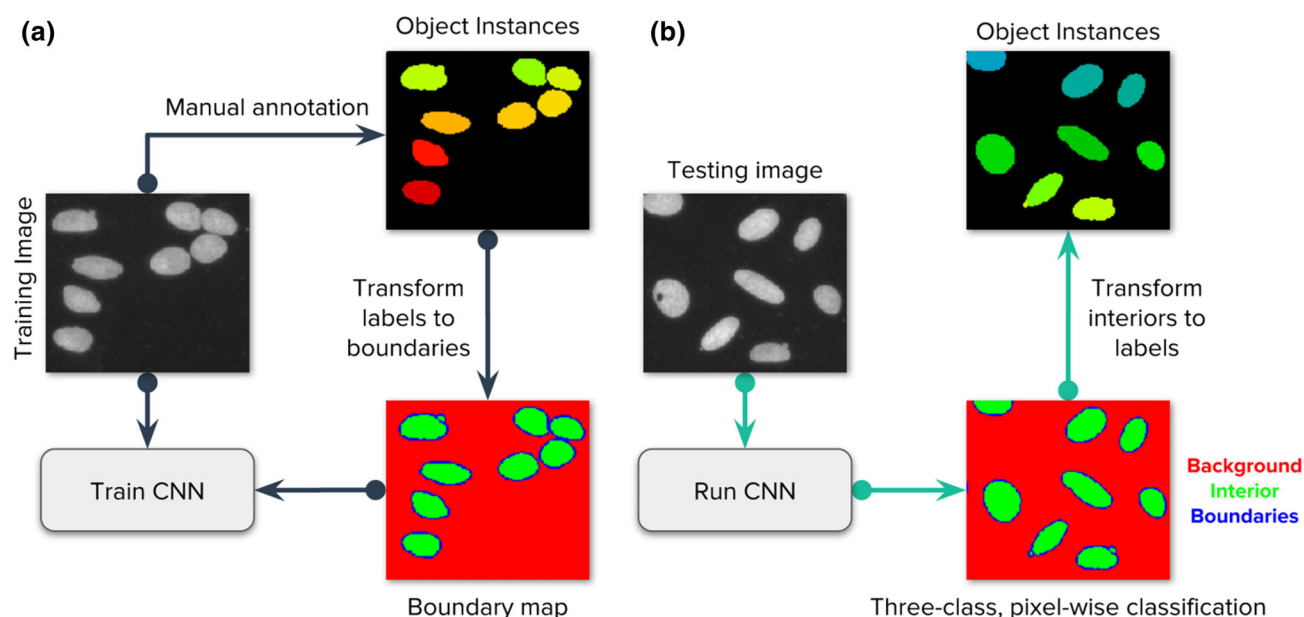 (a)
Object Instances
Manual annotation
Training Image
Transform
labels to
boundaries
Train CNN
Boundary map
(b)
Object Instances
Testing image
Transform
interiors to
labels
Run CNN
Background
Interior
Boundaries
Three-class, pixel-wise classification